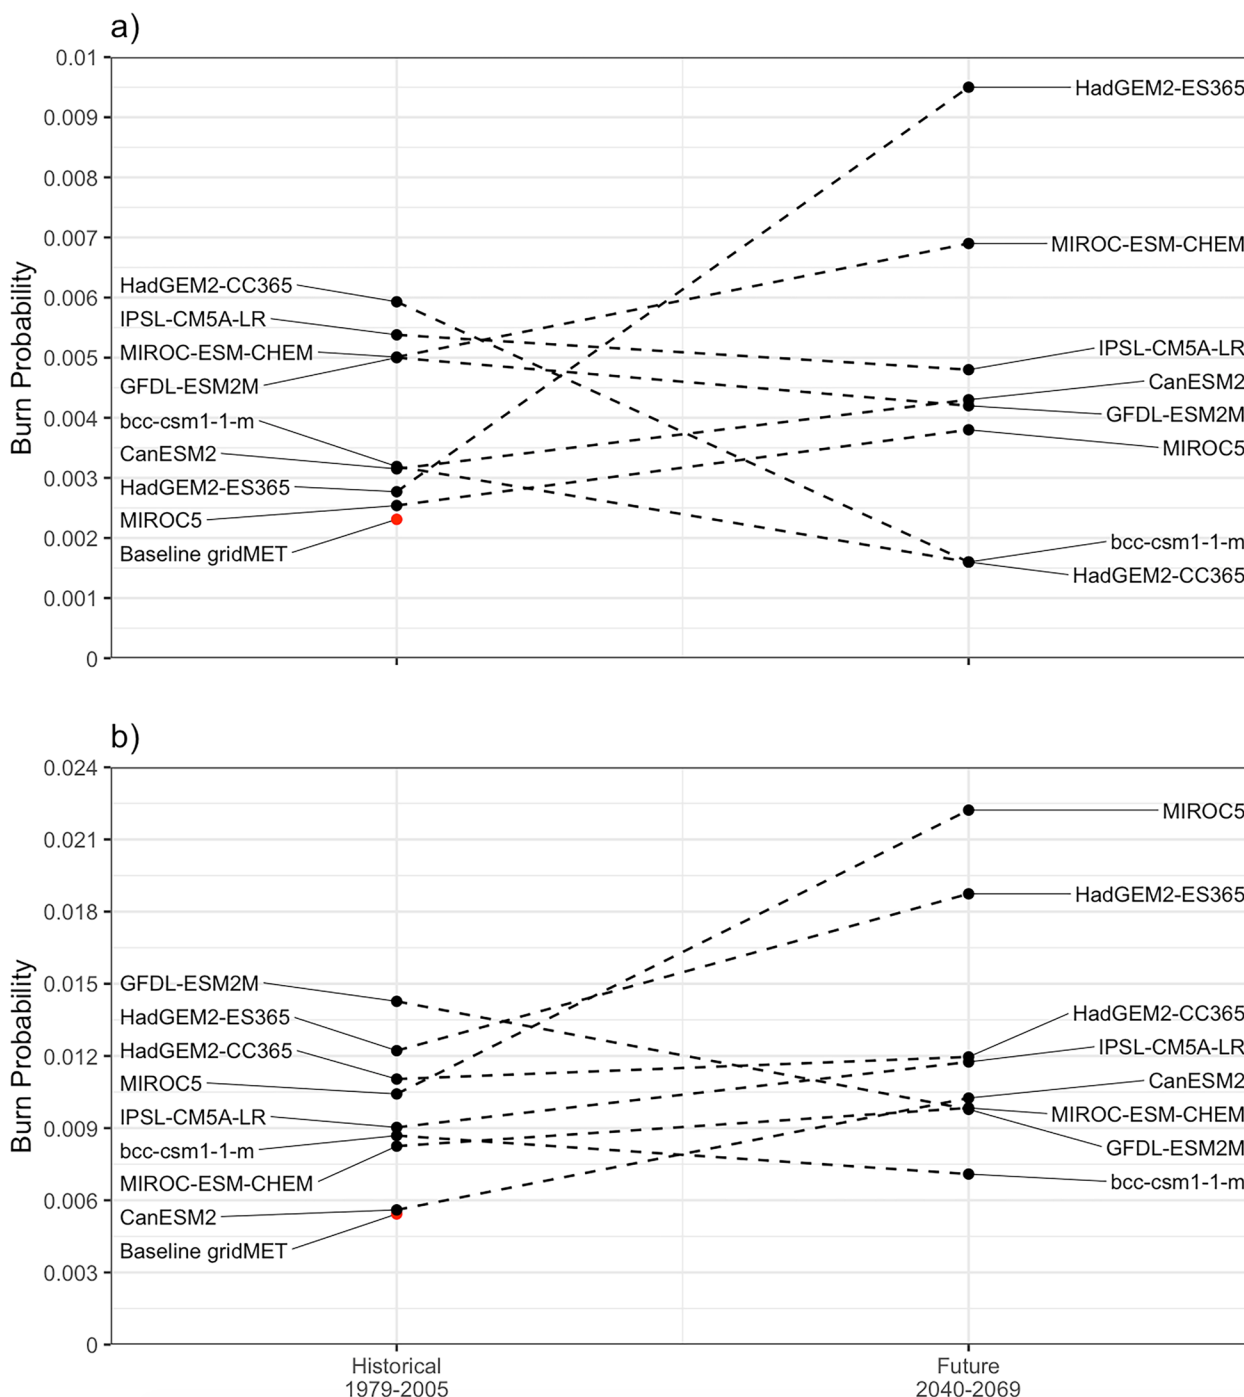 a)
0.01
0.009
0.008
0.007
0.006
0.005
0.004
0.003
0.002
0.001
0
Burn Probability
HadGEM2-CC365
IPSL-CM5A-LR
MIROC-ESM-CHEM
GFDL-ESM2M
bcc-csm1-1-m
CanESM2
HadGEM2-ES365
MIROC5
Baseline gridMET
HadGEM2-ES365
MIROC-ESM-CHEM
IPSL-CM5A-LR
CanESM2
GFDL-ESM2M
MIROC5
bcc-csm1-1-m
HadGEM2-CC365
b)
0.024
0.021
0.018
0.015
0.012
0.009
0.006
0.003
0
Burn Probability
GFDL-ESM2M
HadGEM2-ES365
HadGEM2-CC365
MIROC5
IPSL-CM5A-LR
bcc-csm1-1-m
MIROC-ESM-CHEM
CanESM2
Baseline gridMET
MIROC5
HadGEM2-ES365
HadGEM2-CC365
IPSL-CM5A-LR
CanESM2
MIROC-ESM-CHEM
GFDL-ESM2M
bcc-csm1-1-m
Historical
1979-2005
Future
2040-2069